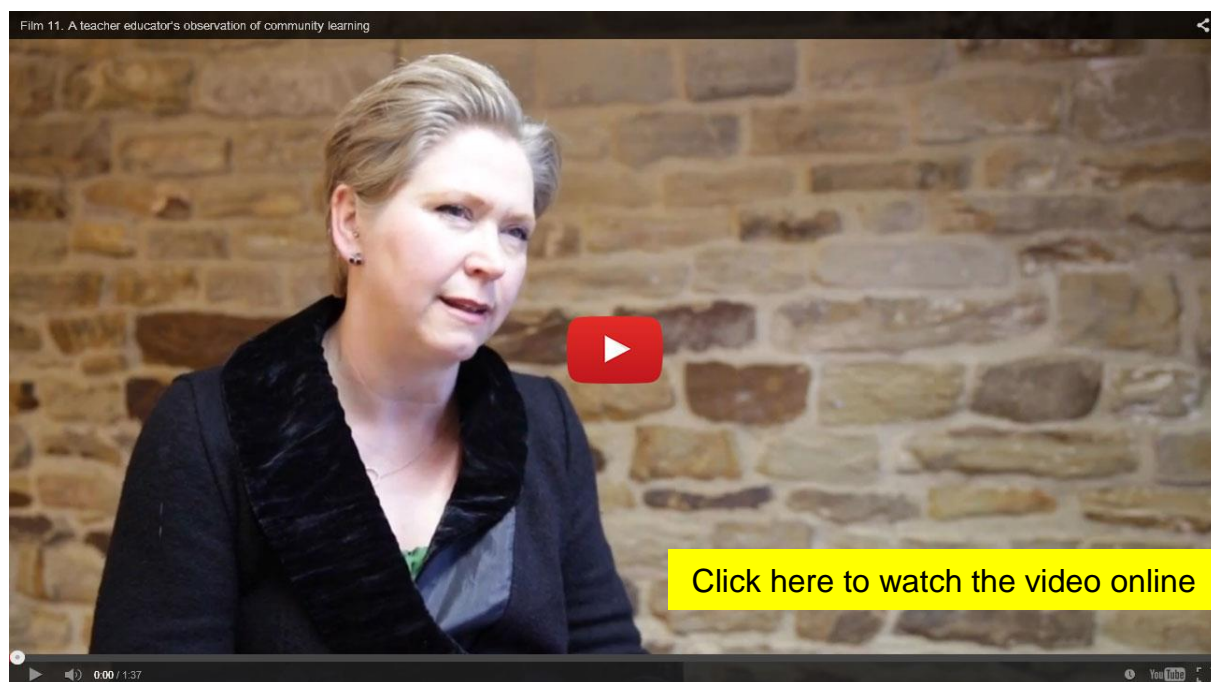 Film 11. A teacher educator's observation of community learning
Click here to watch the video online
0:00 / 1:37
YouTube